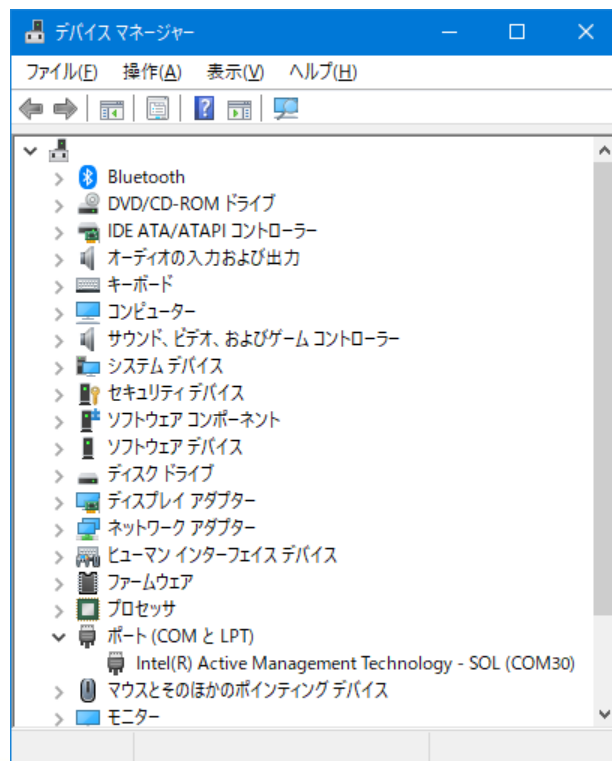 デバイス マネージャー
ファイル(F) 操作(A) 表示(V) ヘルプ(H)
Bluetooth
DVD/CD-ROM ドライブ
IDE ATA/ATAPI コントローラー
オーディオの入力および出力
キーボード
コンピューター
サウンド、ビデオ、およびゲーム コントローラー
システム デバイス
セキュリティ デバイス
ソフトウェア コンポーネント
ソフトウェア デバイス
ディスク ドライブ
ディスプレイ アダプター
ネットワーク アダプター
ヒューマン インターフェイス デバイス
ファームウェア
プロセッサ
ポート (COM と LPT)
Intel(R) Active Management Technology - SOL (COM30)
マウスとそのほかのポインティング デバイス
モニター